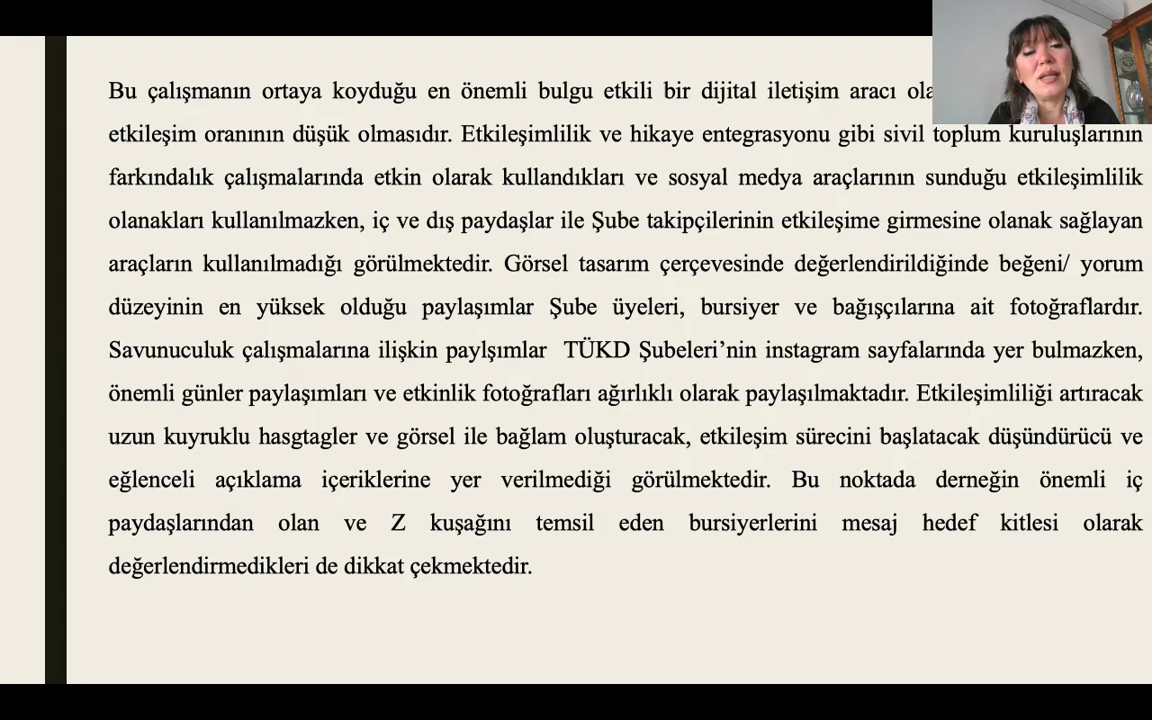 Bu çalışmanın ortaya koyduğu en önemli bulgu etkili bir dijital iletişim aracı
etkileşim oranının düşük olmasıdır. Etkileşimlilik ve hikaye entegrasyonu gibi sivil toplum kuruluşlarının
farkındalık çalışmalarında etkin olarak kullandıkları ve sosyal medya araçlarının sunduğu etkileşimlilik
olanakları kullanılmazken, iç ve dış paydaşlar ile Şube takipçilerinin etkileşime girmesine olanak sağlayan
araçların kullanılmadığı görülmektedir. Görsel tasarım çerçevesinde değerlendirildiğinde beğeni/ yorum
düzeyinin en yüksek olduğu paylaşımlar Şube üyeleri, bursiyer ve bağışçılarına ait fotoğraflardır.
Savunuculuk çalışmalarına ilişkin paylşımlar TÜKD Şubeleri’nin instagram sayfalarında yer bulmazken,
önemli günler paylaşımları ve etkinlik fotoğrafları ağırlıklı olarak paylaşılmaktadır. Etkileşimliliği artıracak
uzun kuyruklu hasgtagler ve görsel ile bağlam oluşturacak, etkileşim sürecini başlatacak düşündürücü ve
eğlenceli açıklama içeriklerine yer verilmediği görülmektedir. Bu noktada derneğin önemli iç
paydaşlarından olan ve Z kuşağını temsil eden bursiyerlerini mesaj hedef kitlesi olarak
değerlendirmedikleri de dikkat çekmektedir.